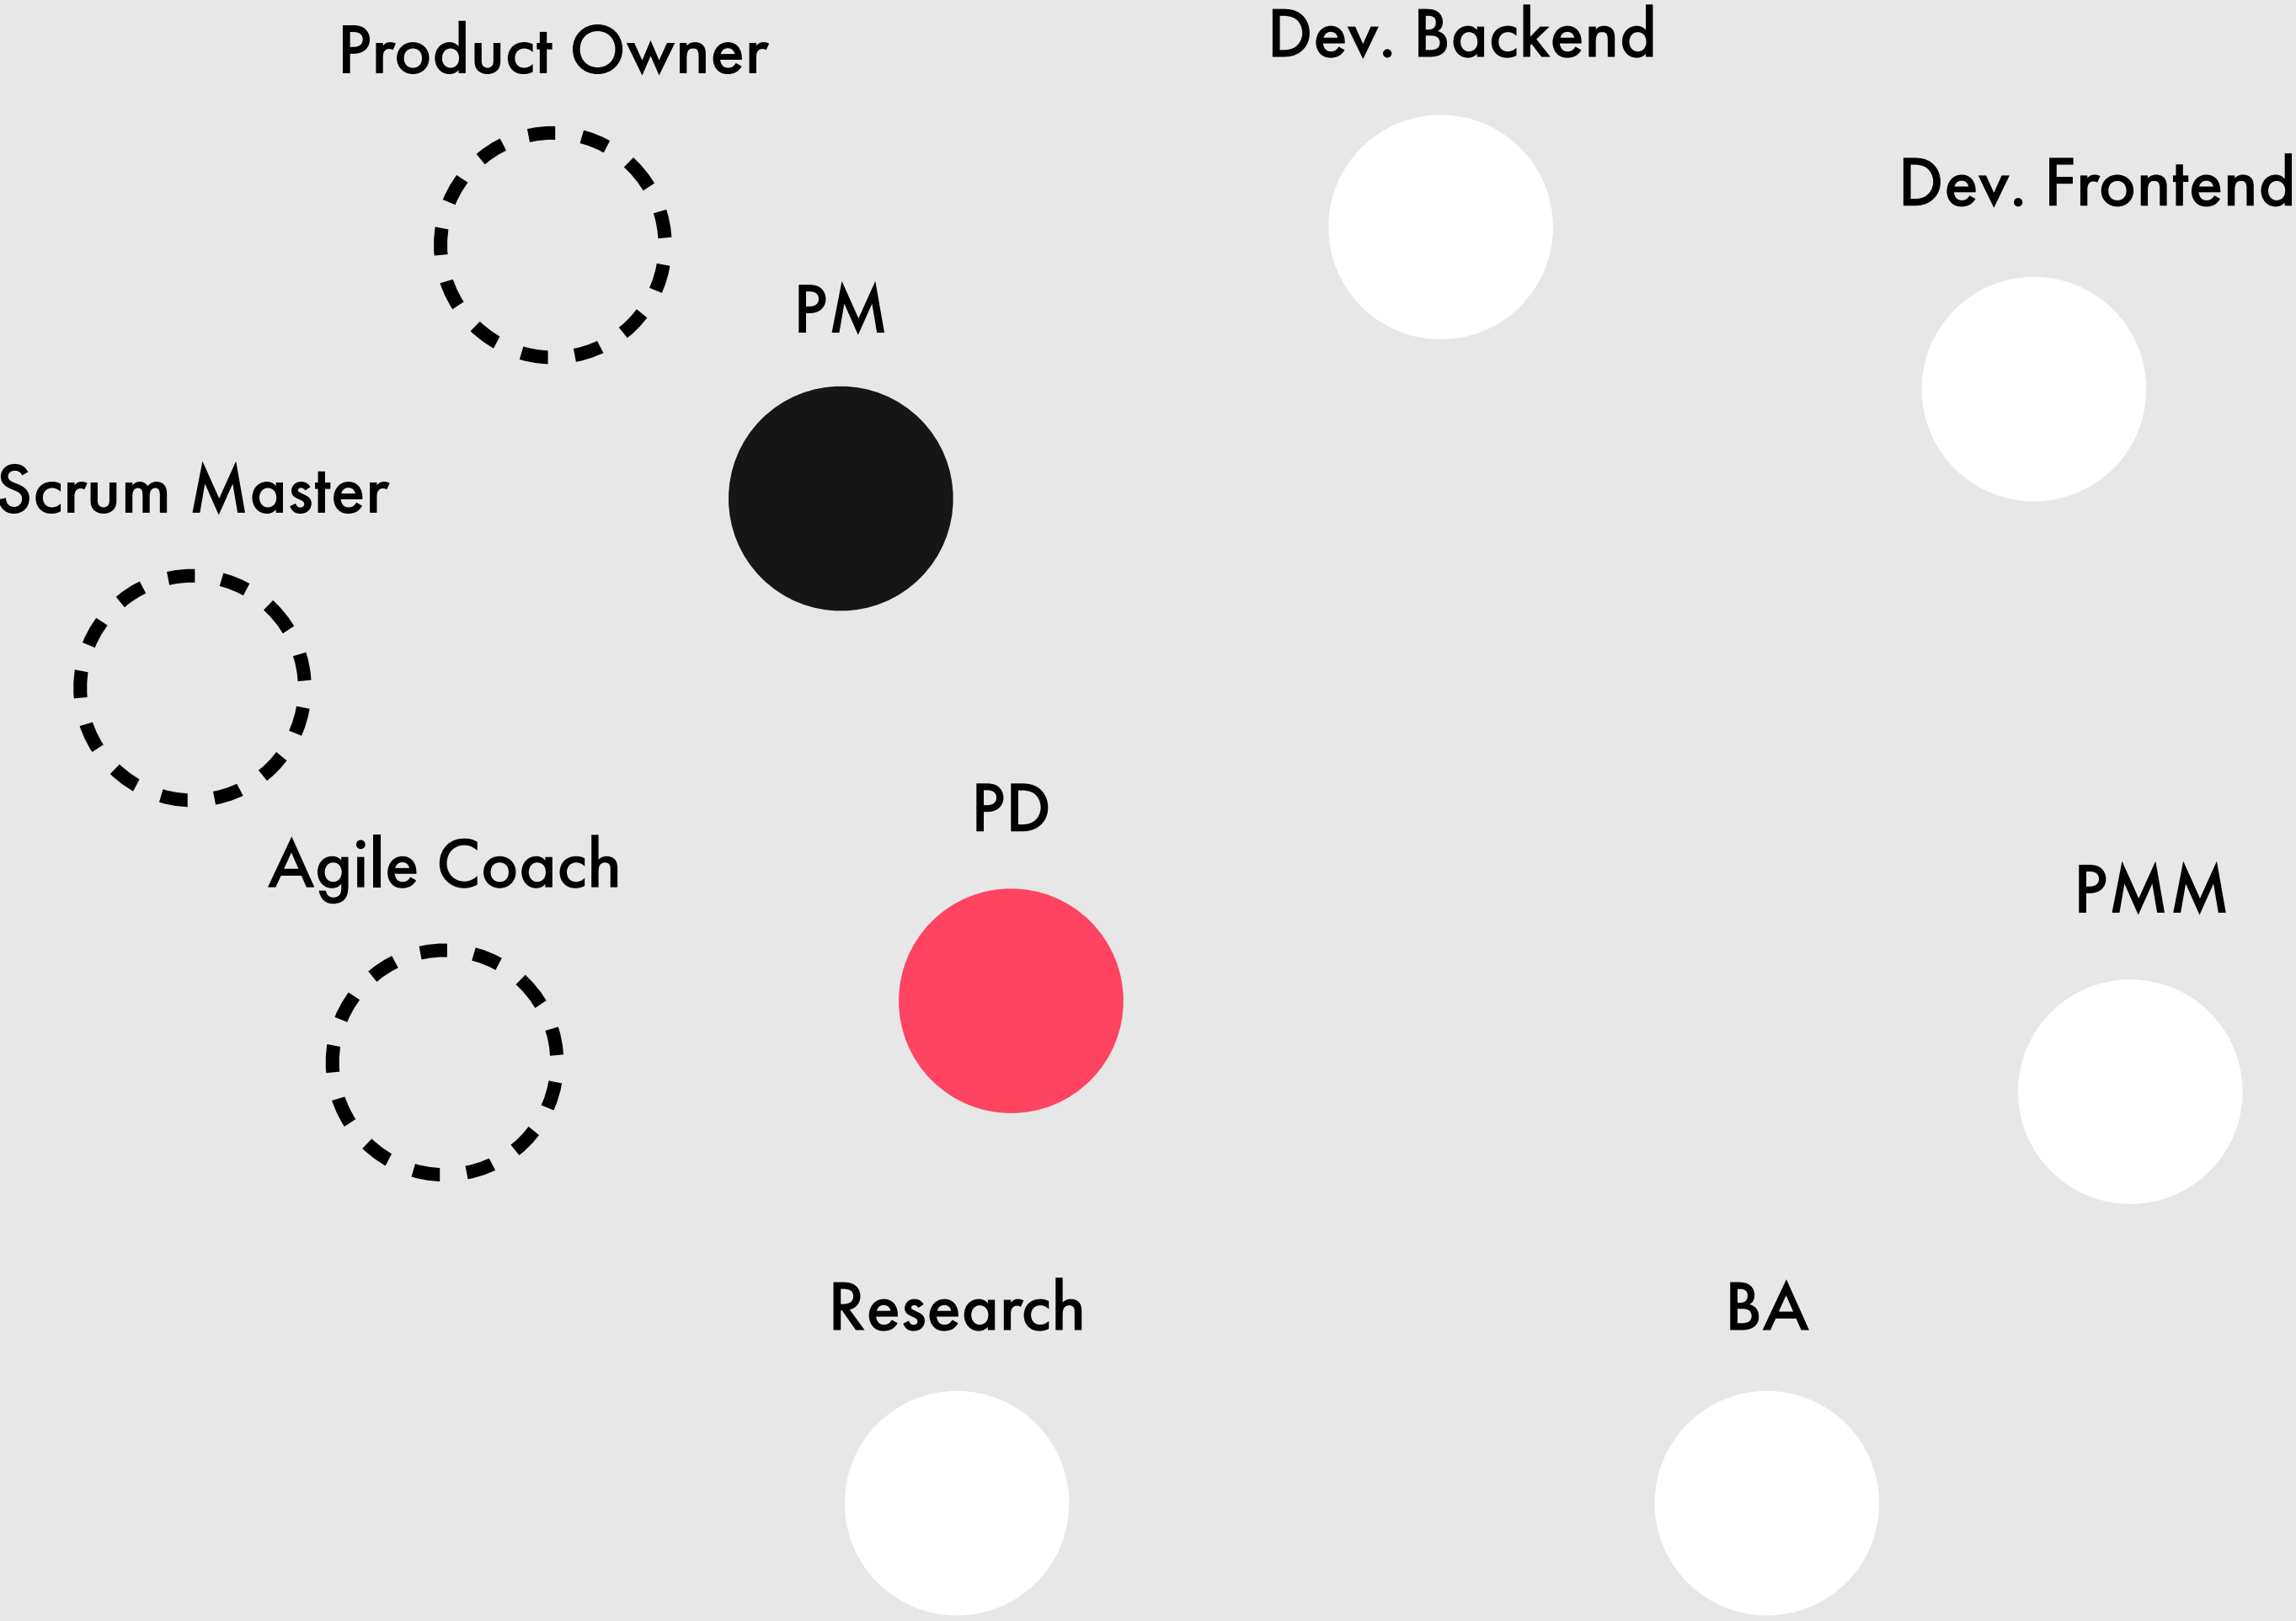 Product Owner
Dev. Backend
Dev. Frontend
PM
Scrum Master
PD
Agile Coach
PMM
Research
BA